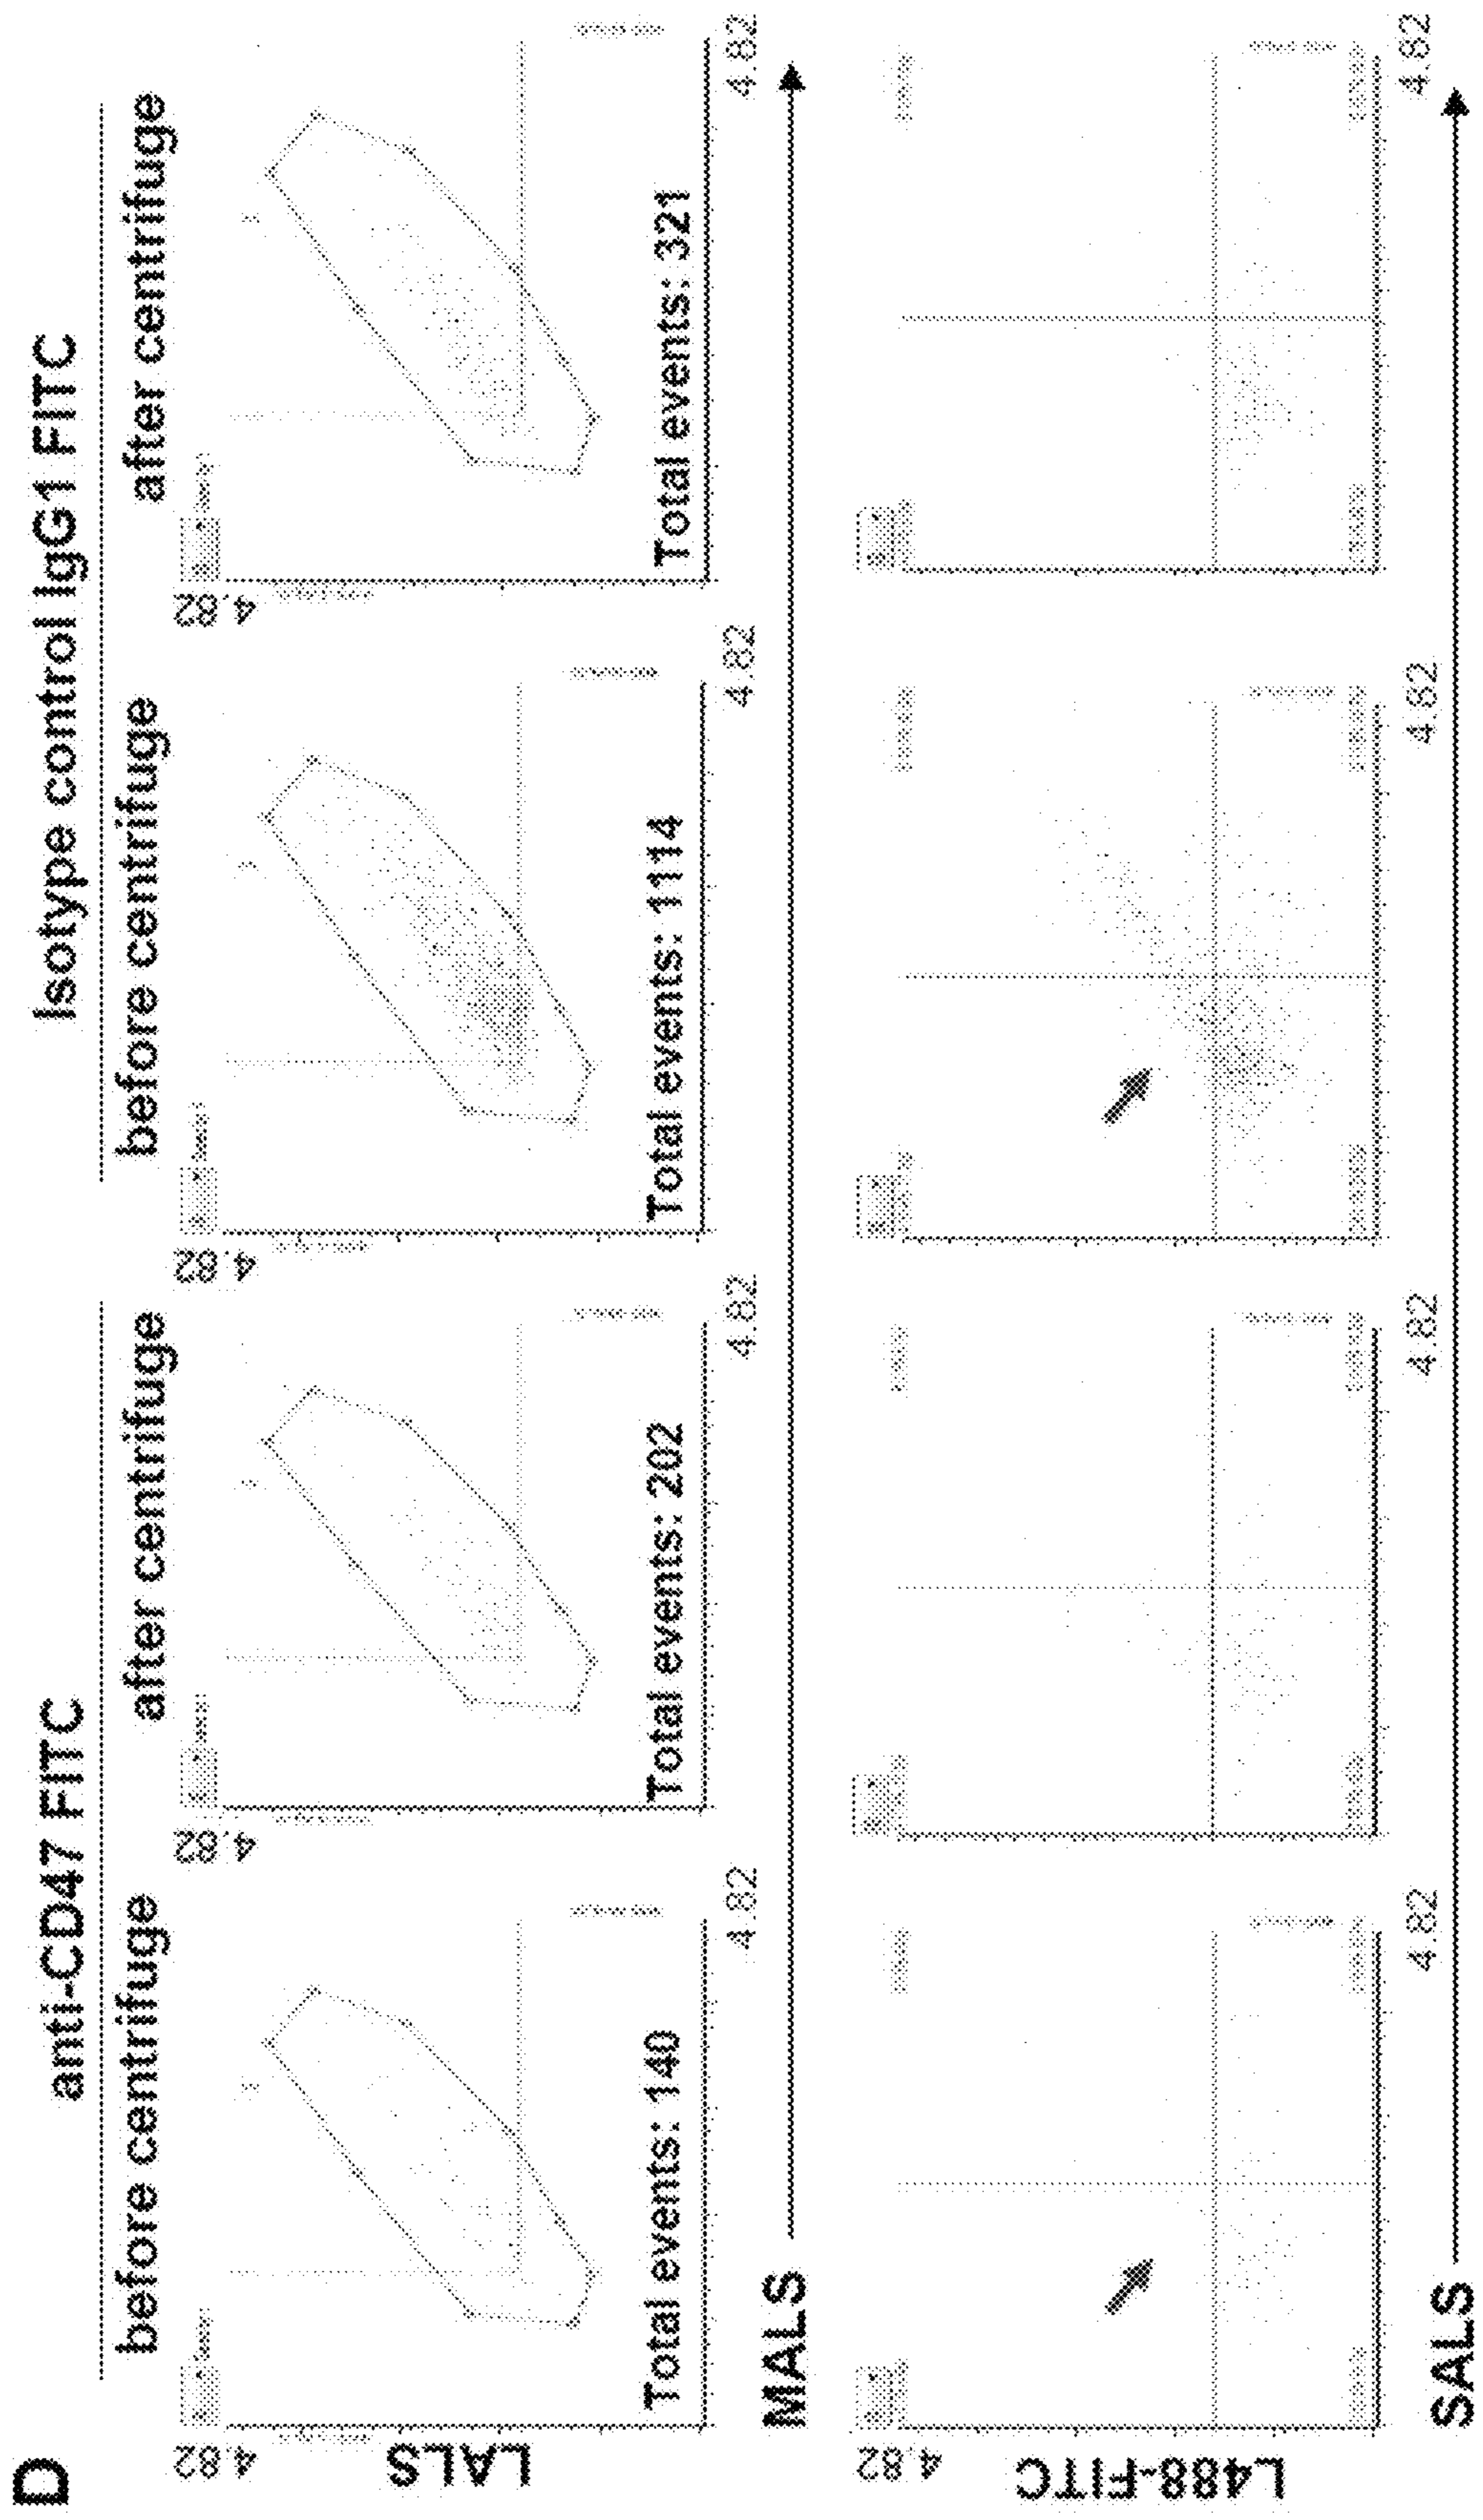 D
anti-CD47 FITC
Isotype control IgG1 FITC
before centrifuge
after centrifuge
before centrifuge
after centrifuge
4.82
4.82
4.82
4.82
LALS
Total events: 140
Total events: 202
Total events: 1114
Total events: 321
4.82
4.82
4.82
4.82
MALS
4.82
L488-FITC
4.82
4.82
4.82
4.82
SALS